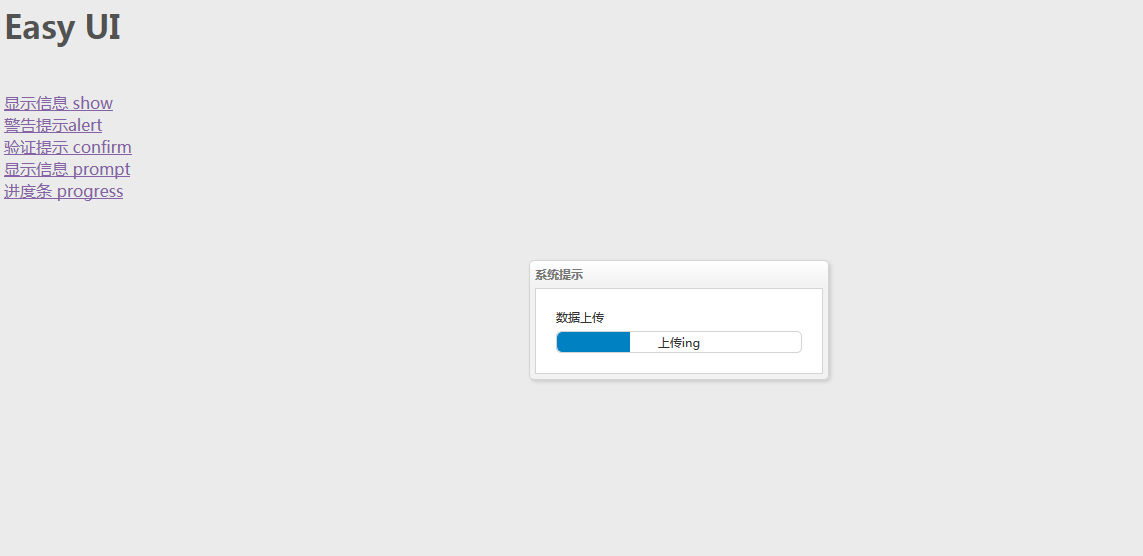 Easy UI
显示信息 show
警告提示alert
验证提示 confirm
显示信息 prompt
进度条 progress
系统提示
数据上传
上传ing